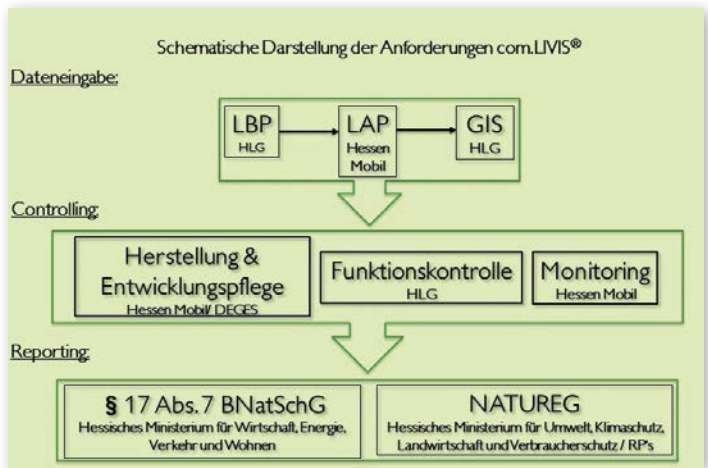 Schematische Darstellung der Anforderungen com.LIVIS®
Dateneingabe:
LBP
HLG
LAP
Hessen
Mobil
GIS
HLG
Controlling:
Herstellung &
Entwicklungspflege
Hessen Mobil/ DEGES
Funktionskontrolle
HLG
Monitoring
Hessen Mobil
Reporting:
§ 17 Abs. 7 BNatSchG
Hessisches Ministerium für Wirtschaft, Energie,
Verkehr und Wohnen
NATUREG
Hessisches Ministerium für Umwelt, Klimaschutz,
Landwirtschaft und Verbraucherschutz / RP's